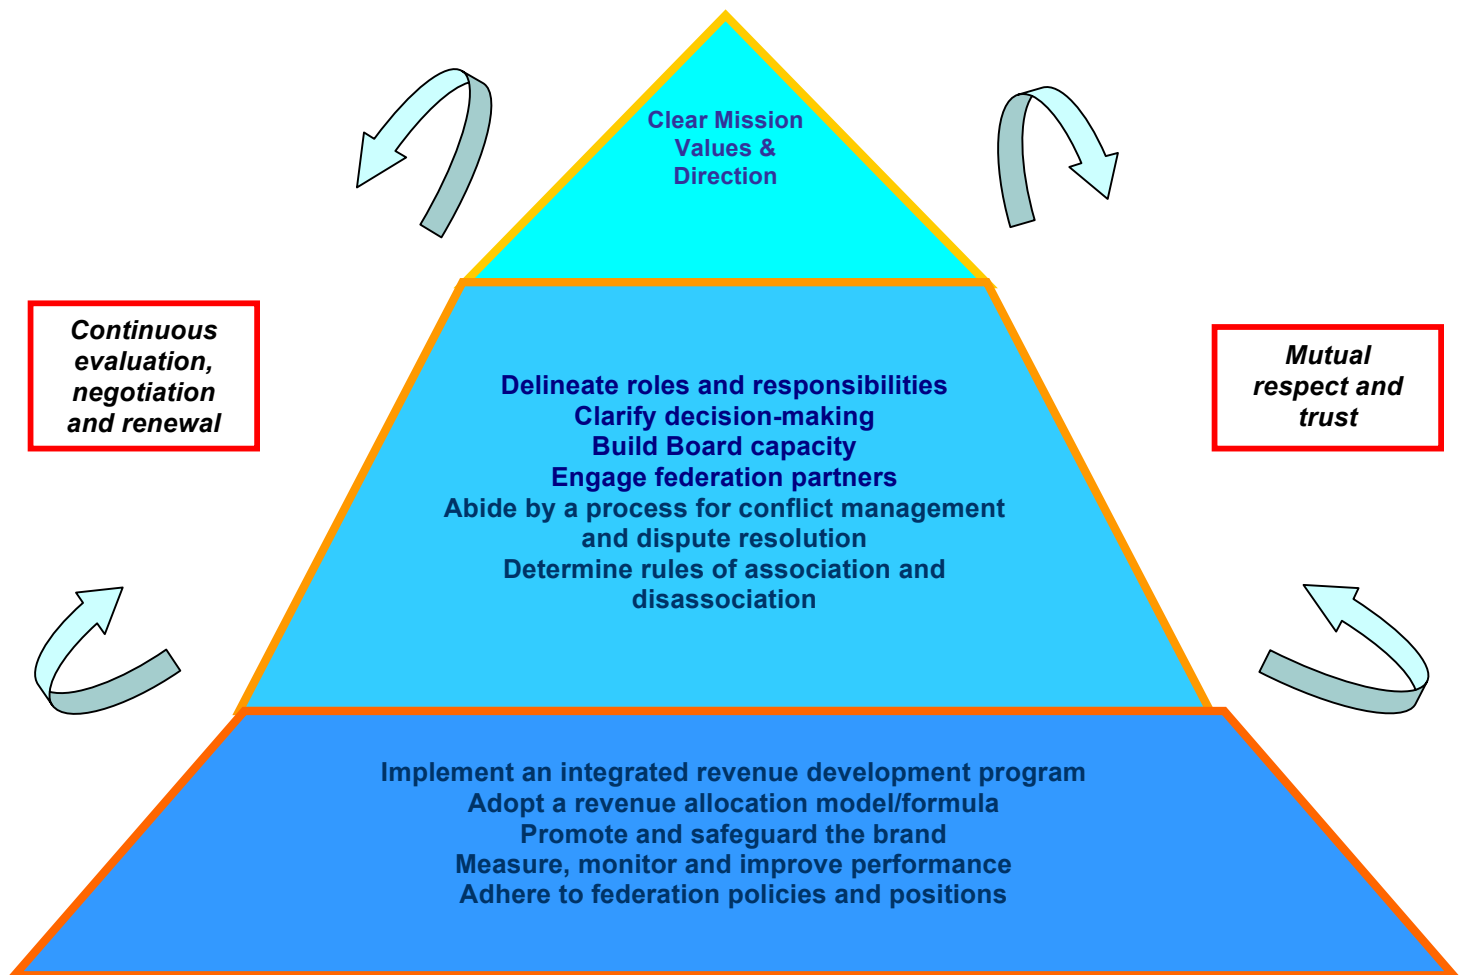 Clear Mission
Values &
Direction
Continuous
evaluation,
negotiation
and renewal
Mutual
respect and
trust
Delineate roles and responsibilities
Clarify decision-making
Build Board capacity
Engage federation partners
Abide by a process for conflict management
and dispute resolution
Determine rules of association and
disassociation
Implement an integrated revenue development program
Adopt a revenue allocation model/formula
Promote and safeguard the brand
Measure, monitor and improve performance
Adhere to federation policies and positions